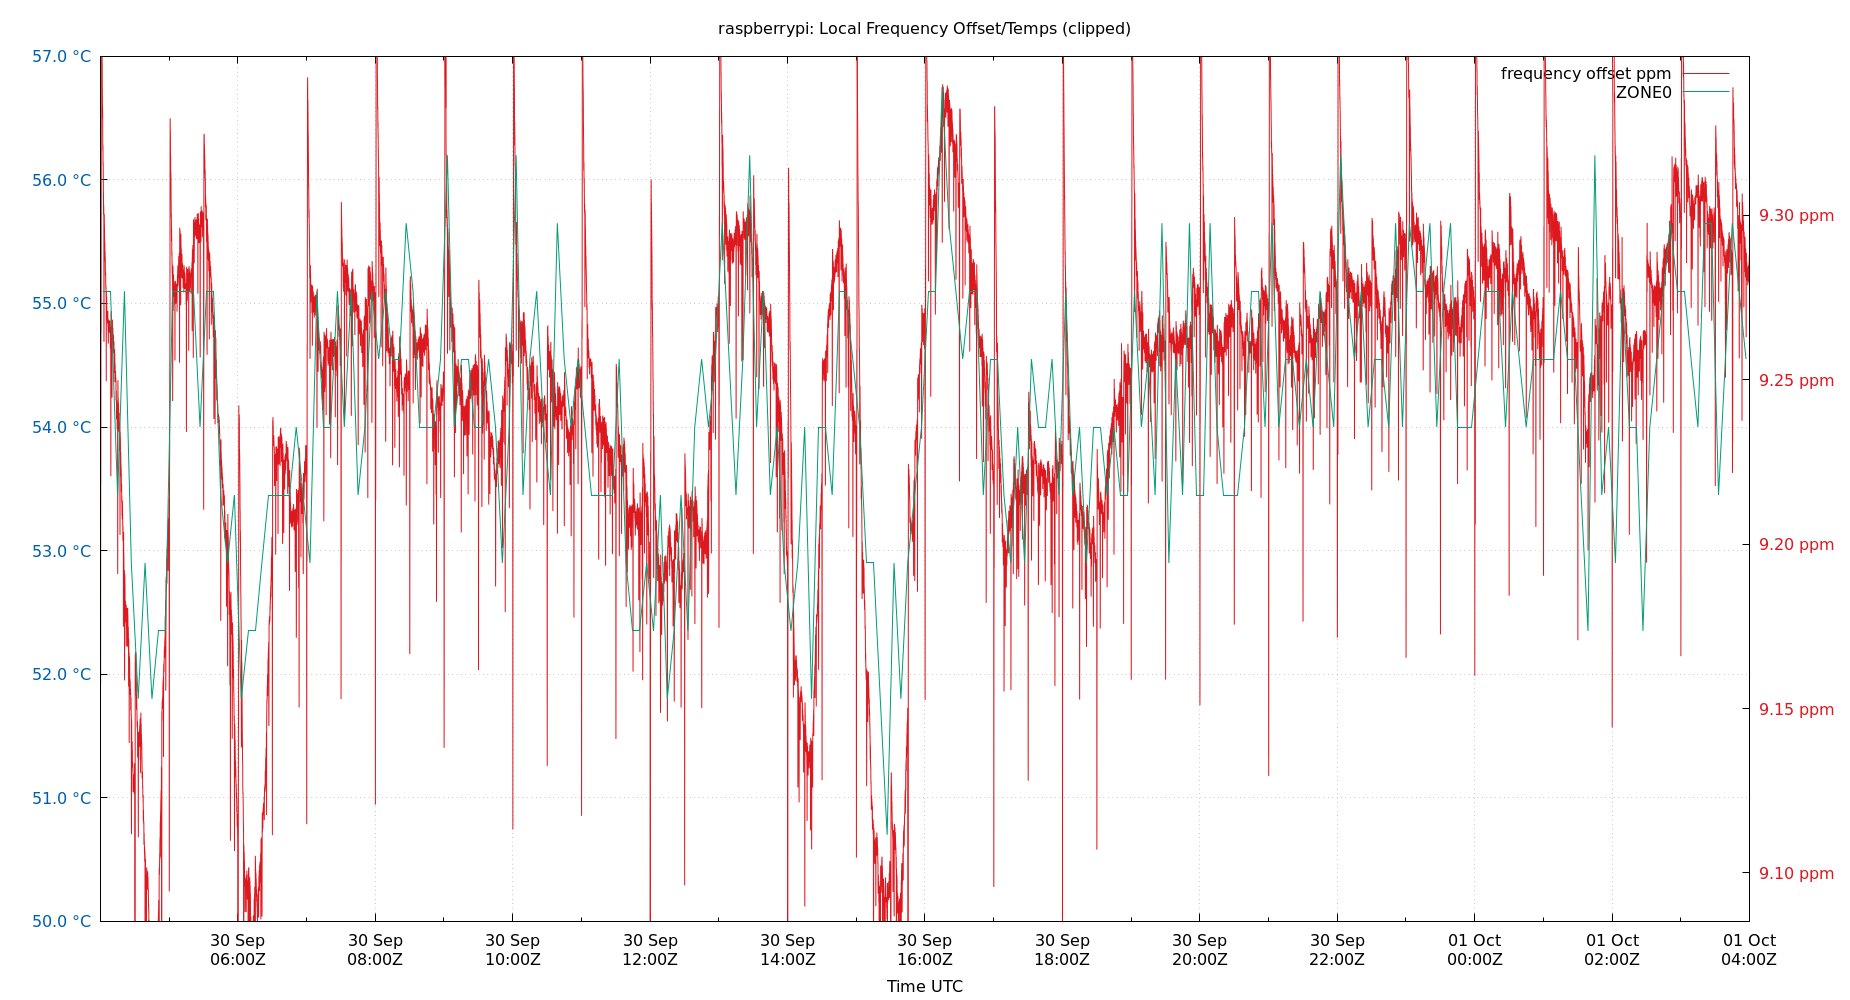 raspberrypi: Local Frequency Offset/Temps (clipped)
frequency offset ppm
ZONE0
57.0 °C
56.0 °C
55.0 °C
54.0 °C
53.0 °C
52.0 °C
51.0 °C
50.0 °C
9.30 ppm
9.25 ppm
9.20 ppm
9.15 ppm
9.10 ppm
30 Sep 30 Sep 30 Sep 30 Sep 30 Sep 30 Sep 30 Sep 30 Sep 30 Sep 01 Oct 01 Oct 01 Oct
06:00Z 08:00Z 10:00Z 12:00Z 14:00Z 16:00Z 18:00Z 20:00Z 22:00Z 00:00Z 02:00Z 04:00Z
Time UTC